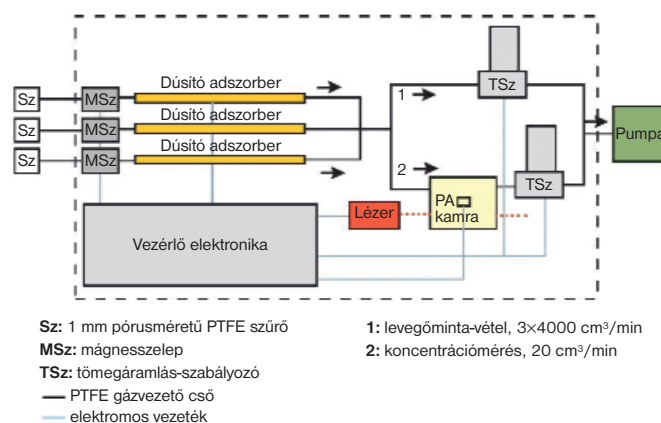 Dúsító adszorber
TSz
Sz
MSz
1
Dúsító adszorber
Sz
MSz
Pumpa
Dúsító adszorber
Sz
MSz
2
TSz
PA
kamra
Lézer
Vezérlő elektronika
Sz: 1 mm pórusméretű PTFE szűrő
MSz: mágnesszelep
TSz: tömegáramlás-szabályozó
PTFE gázvezető cső
elektromos vezeték
1: levegőminta-vétel, 3×4000 cm³/min
2: koncentrációmérés, 20 cm³/min